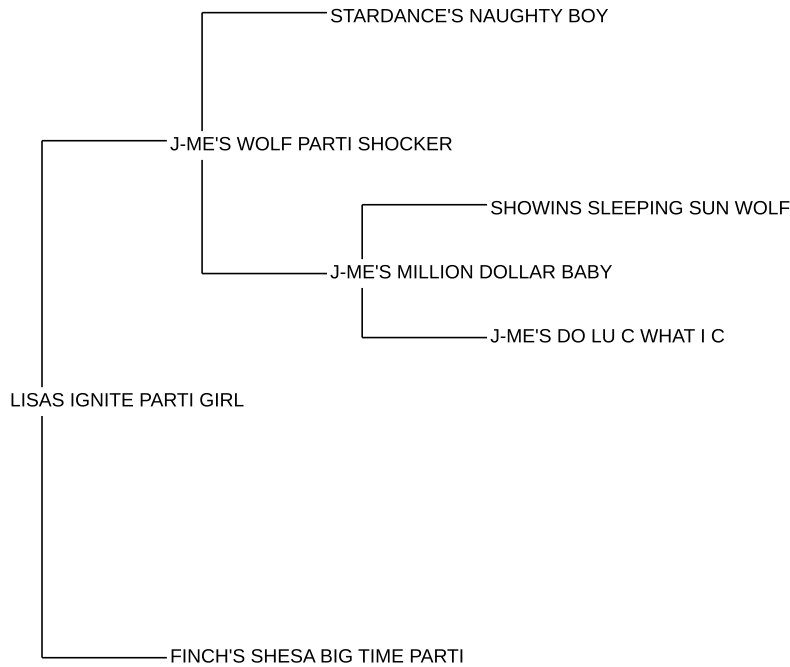 STARDANCE'S NAUGHTY BOY
J-ME'S WOLF PARTI SHOCKER
SHOWINS SLEEPING SUN WOLF
J-ME'S MILLION DOLLAR BABY
J-ME'S DO LU C WHAT I C
LISAS IGNITE PARTI GIRL
FINCH'S SHESA BIG TIME PARTI